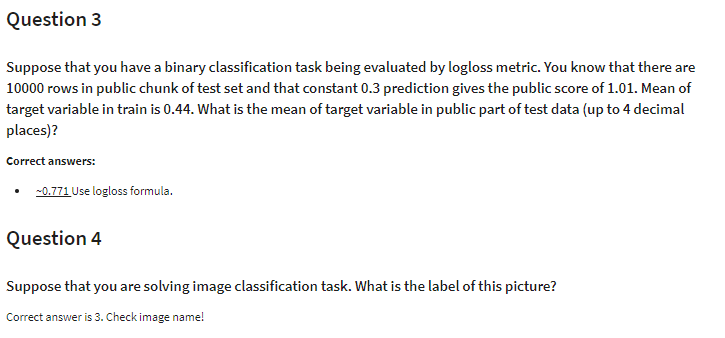 Question 3
Suppose that you have a binary classification task being evaluated by logloss metric. You know that there are
10000 rows in public chunk of test set and that constant 0.3 prediction gives the public score of 1.01. Mean of
target variable in train is 0.44. What is the mean of target variable in public part of test data (up to 4 decimal
places)?
Correct answers:
• ~0.771 Use logloss formula.
Question 4
Suppose that you are solving image classification task. What is the label of this picture?
Correct answer is 3. Check image name!